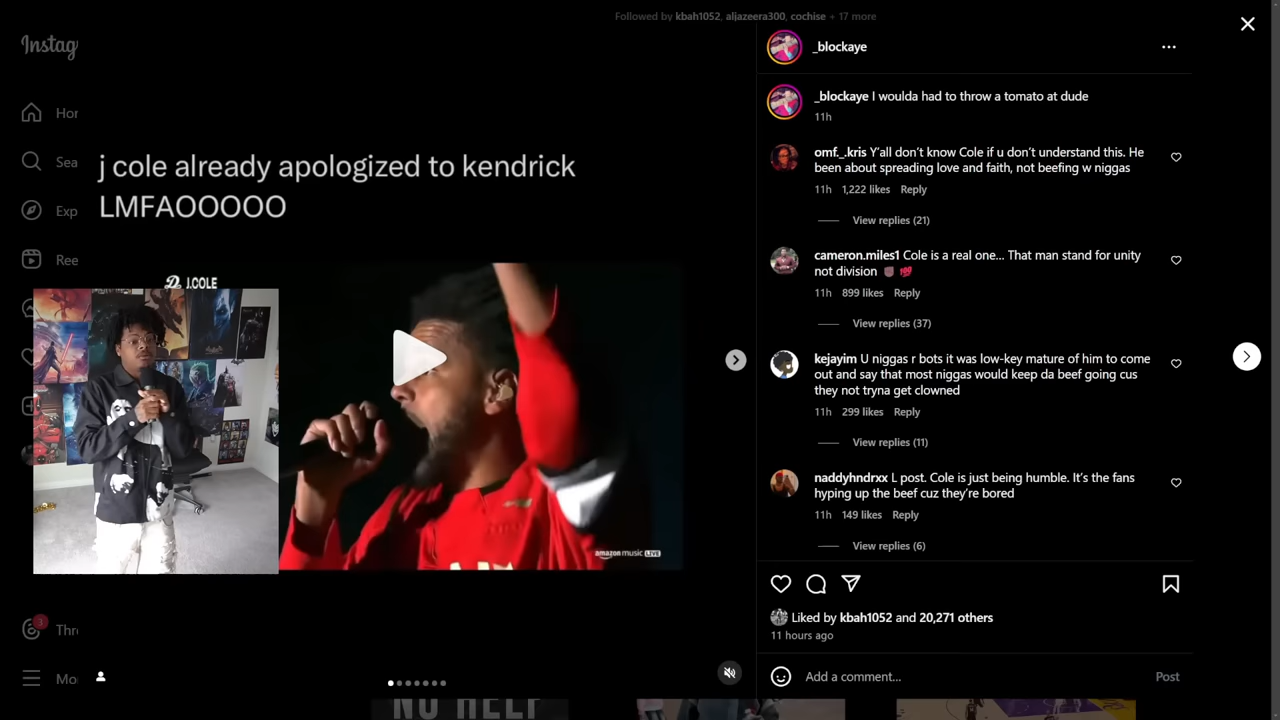 Followed by kbah1052, aljazeera300, cochise + 17 more
Instag
_blockaye
Hor
_blockaye I woulda had to throw a tomato at dude
11h
Sea
j cole already apologized to kendrick
LMFAOOOOO
omf._.kris Y'all don't know Cole if u don't understand this. He
been about spreading love and faith, not beefing w niggas
11h 1,222 likes Reply
Exp
View replies (21)
Ree
cameron.miles1 Cole is a real one... That man stand for unity
not division ✊🏿 💯
11h 899 likes Reply
J.COLE
View replies (37)
kejayim U niggas r bots it was low-key mature of him to come
out and say that most niggas would keep da beef going cus
they not tryna get clowned
11h 299 likes Reply
View replies (11)
naddyhndrxx L post. Cole is just being humble. It's the fans
hyping up the beef cuz they're bored
11h 149 likes Reply
View replies (6)
amazon music LIVE
Liked by kbah1052 and 20,271 others
11 hours ago
3
Thr
Mo
Add a comment...
Post
NO HELP